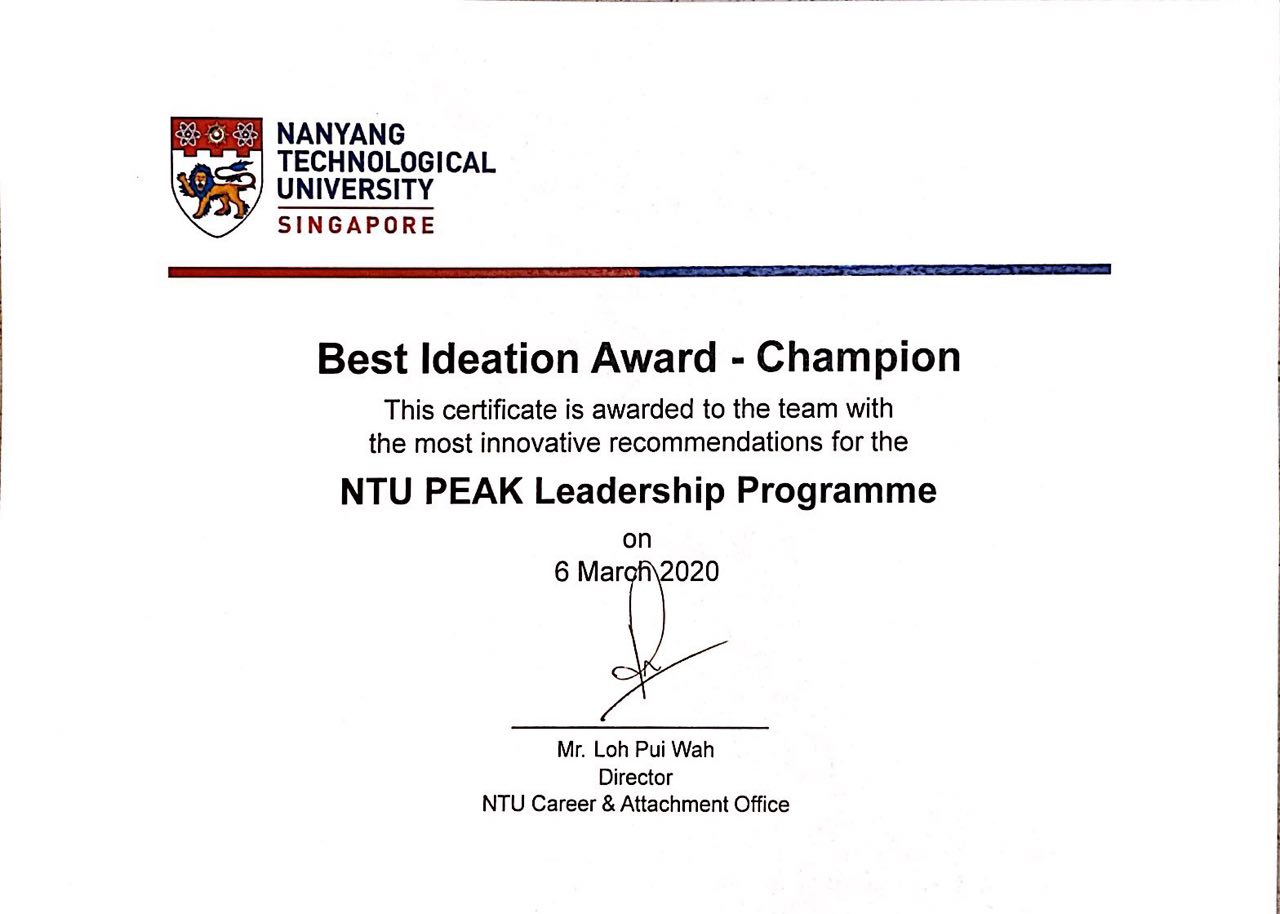 NANYANG
TECHNOLOGICAL
UNIVERSITY
SINGAPORE
Best Ideation Award - Champion
This certificate is awarded to the team with
the most innovative recommendations for the
NTU PEAK Leadership Programme
on
6 March 2020
Mr. Loh Pui Wah
Director
NTU Career & Attachment Office